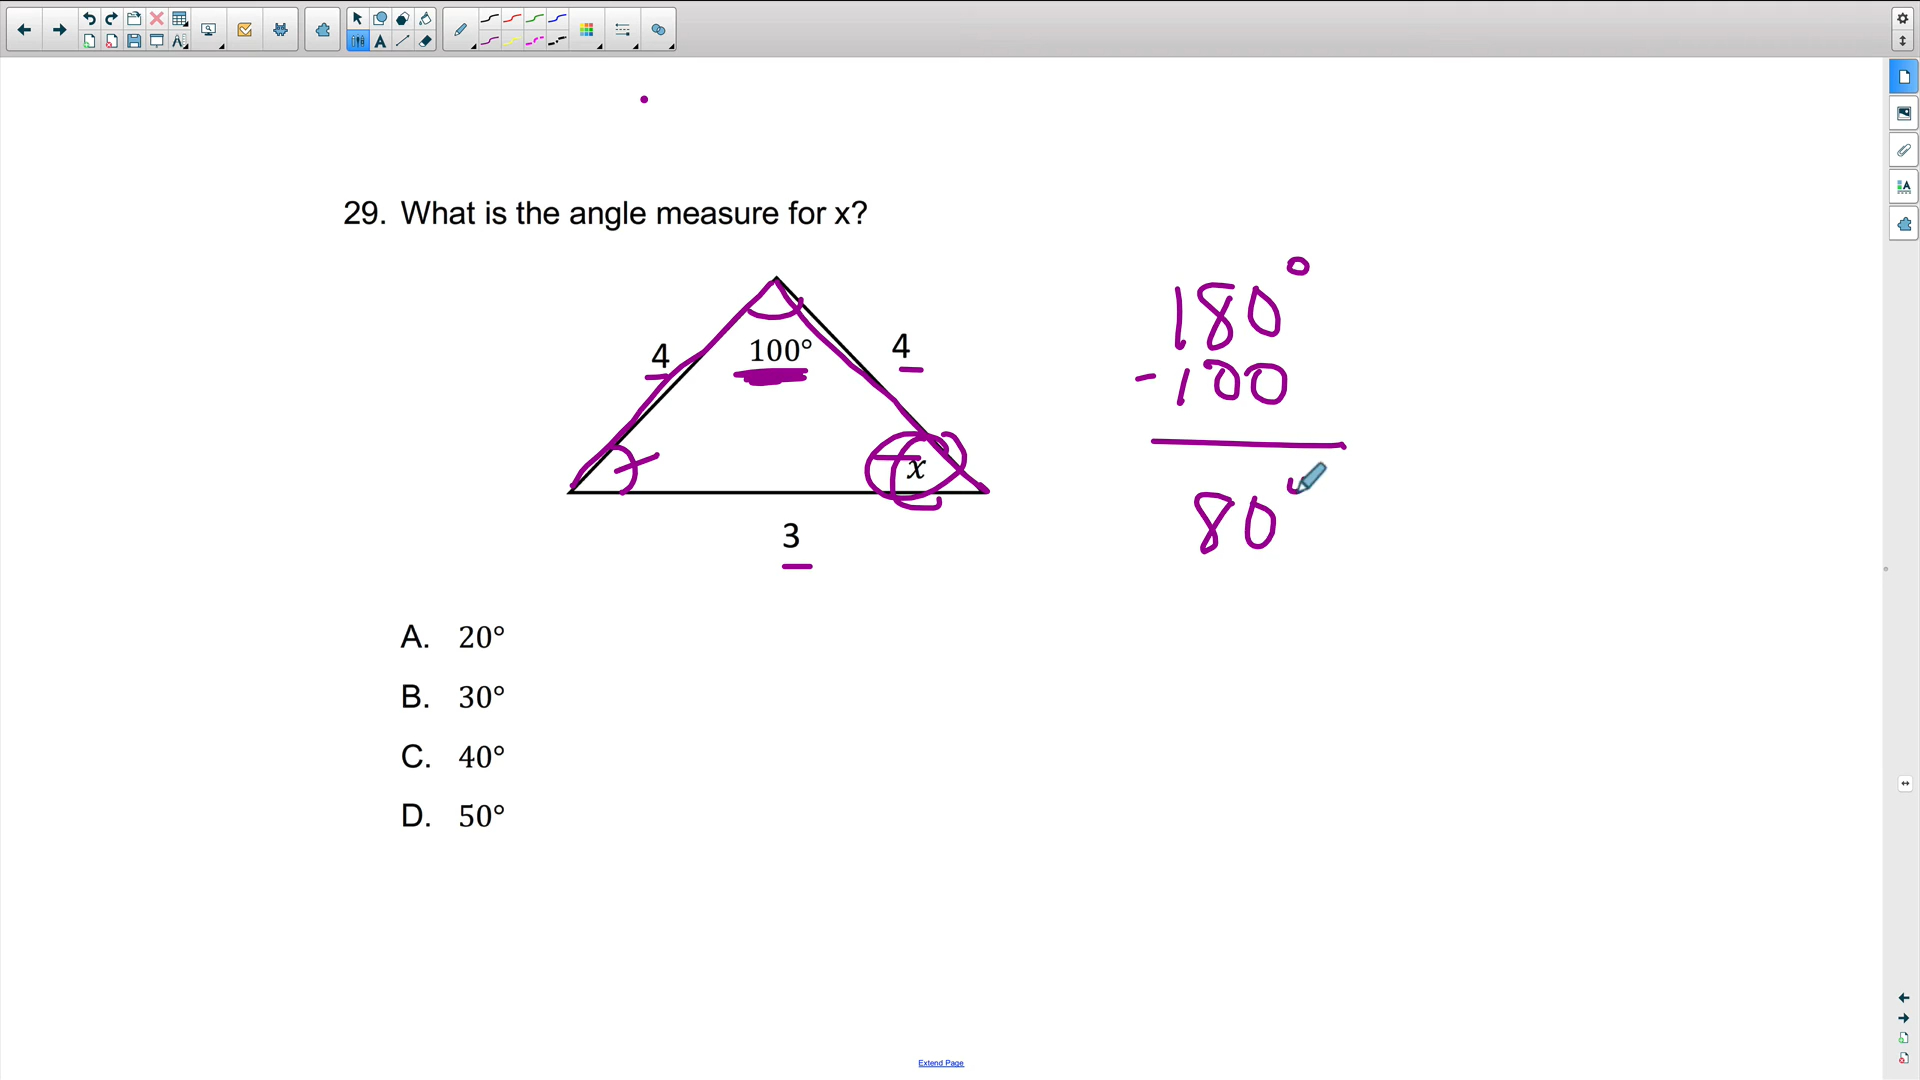 29. What is the angle measure for x?
4
100°
4
x
3
180°
- 100
80
A. 20°
B. 30°
C. 40°
D. 50°
Extend Page